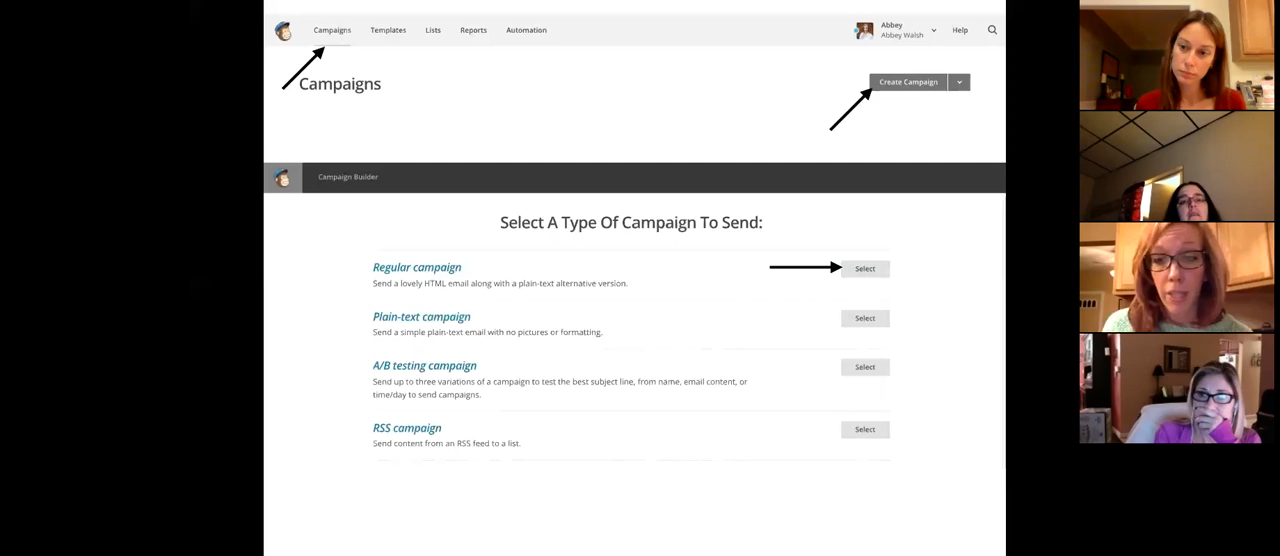 Campaigns Templates Lists Reports Automation
Abbey
Abbey Walsh
Help
Campaigns
Create Campaign
Campaign Builder
Select A Type Of Campaign To Send:
Regular campaign
Select
Send a lovely HTML email along with a plain-text alternative version.
Plain-text campaign
Select
Send a simple plain-text email with no pictures or formatting.
A/B testing campaign
Select
Send up to three variations of a campaign to test the best subject line, from name, email content, or
time/day to send campaigns.
RSS campaign
Select
Send content from an RSS feed to a list.